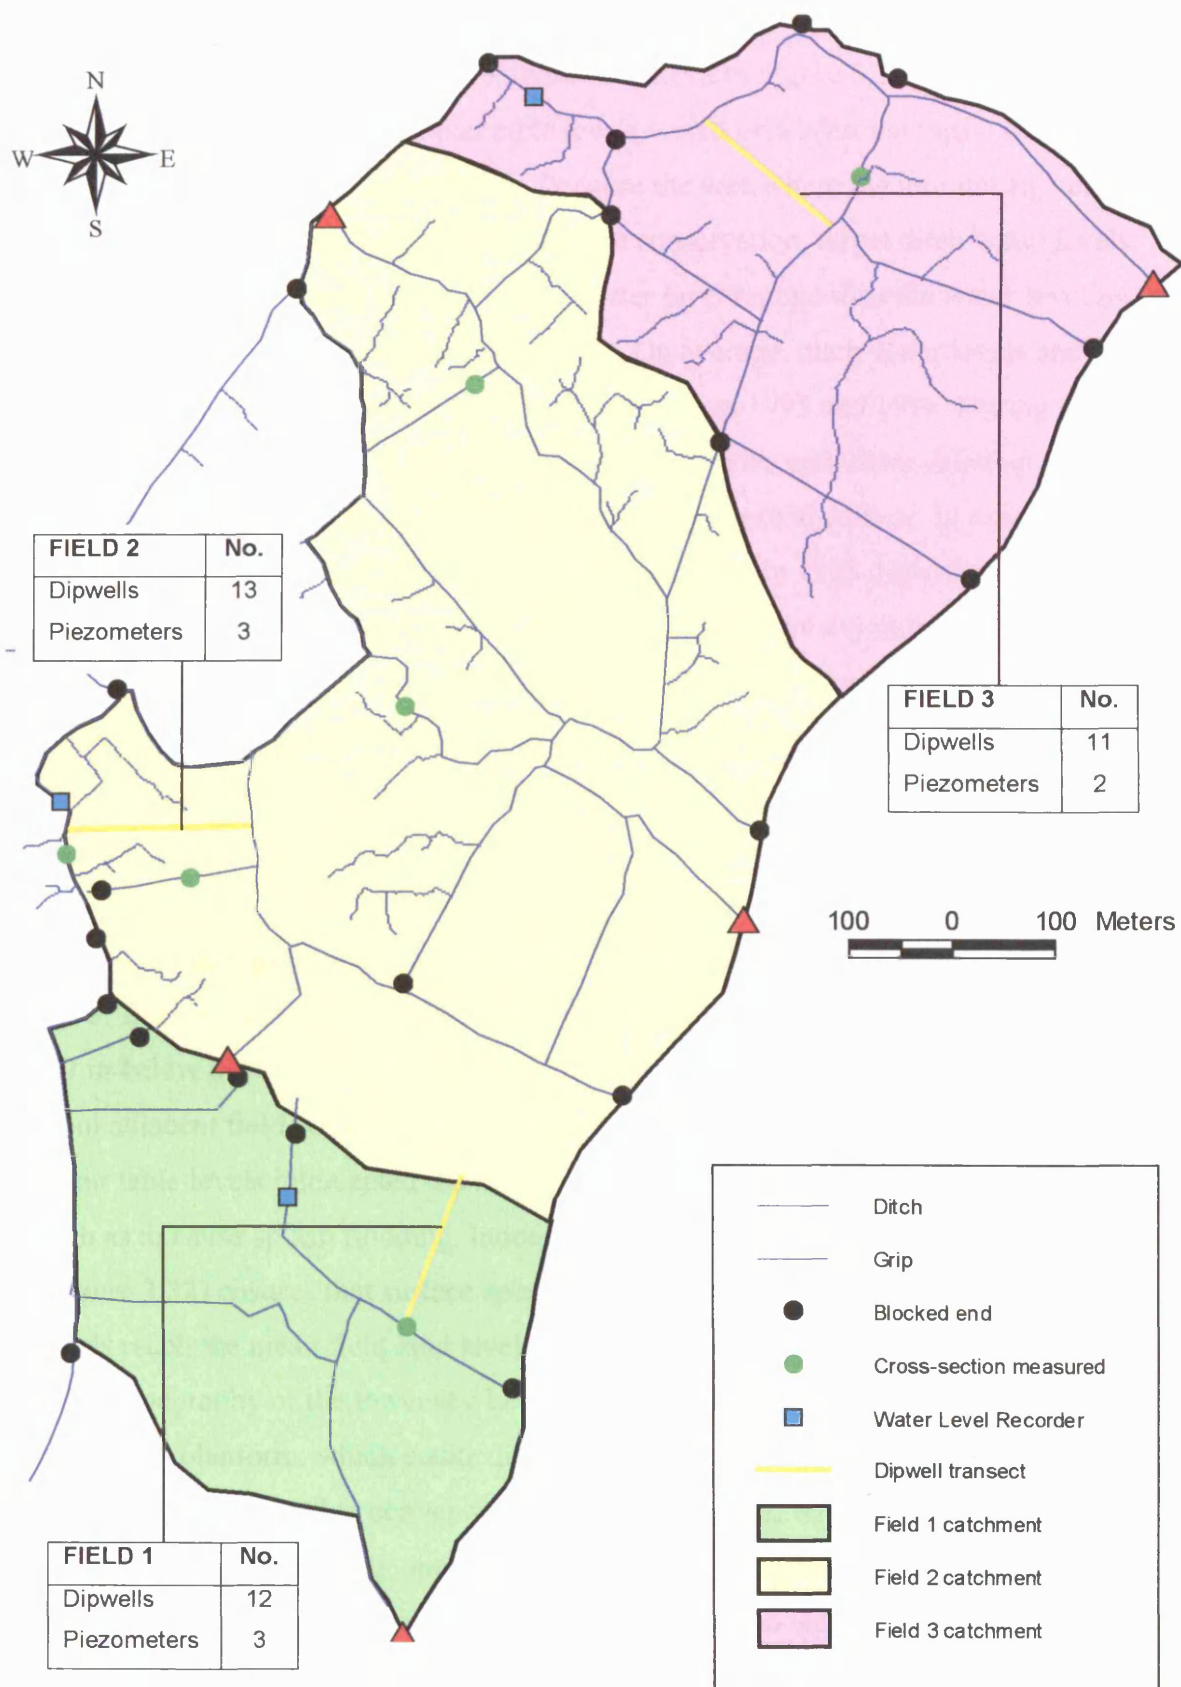 N
W E
S
FIELD 2 No.
Dipwells 13
Piezometers 3
FIELD 3 No.
Dipwells 11
Piezometers 2
100 0 100 Meters
Ditch
Grip
Blocked end
Cross-section measured
Water Level Recorder
Dipwell transect
Field 1 catchment
Field 2 catchment
Field 3 catchment
FIELD 1 No.
Dipwells 12
Piezometers 3